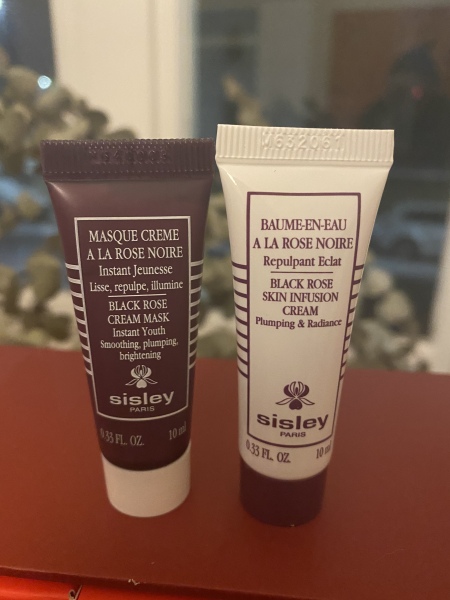 MASQUE CREME
A LA ROSE NOIRE
Instant Jeunesse
Lisse, repulpe, illumine
BLACK ROSE
CREAM MASK
Instant Youth
Smoothing, plumping,
brightening
sisley
PARIS
0.33 FL. OZ. 10 ml
BAUME-EN-EAU
A LA ROSE NOIRE
Repulpant Eclat
BLACK ROSE
SKIN INFUSION
CREAM
Plumping & Radiance
sisley
PARIS
0.33 FL. OZ. 10 ml